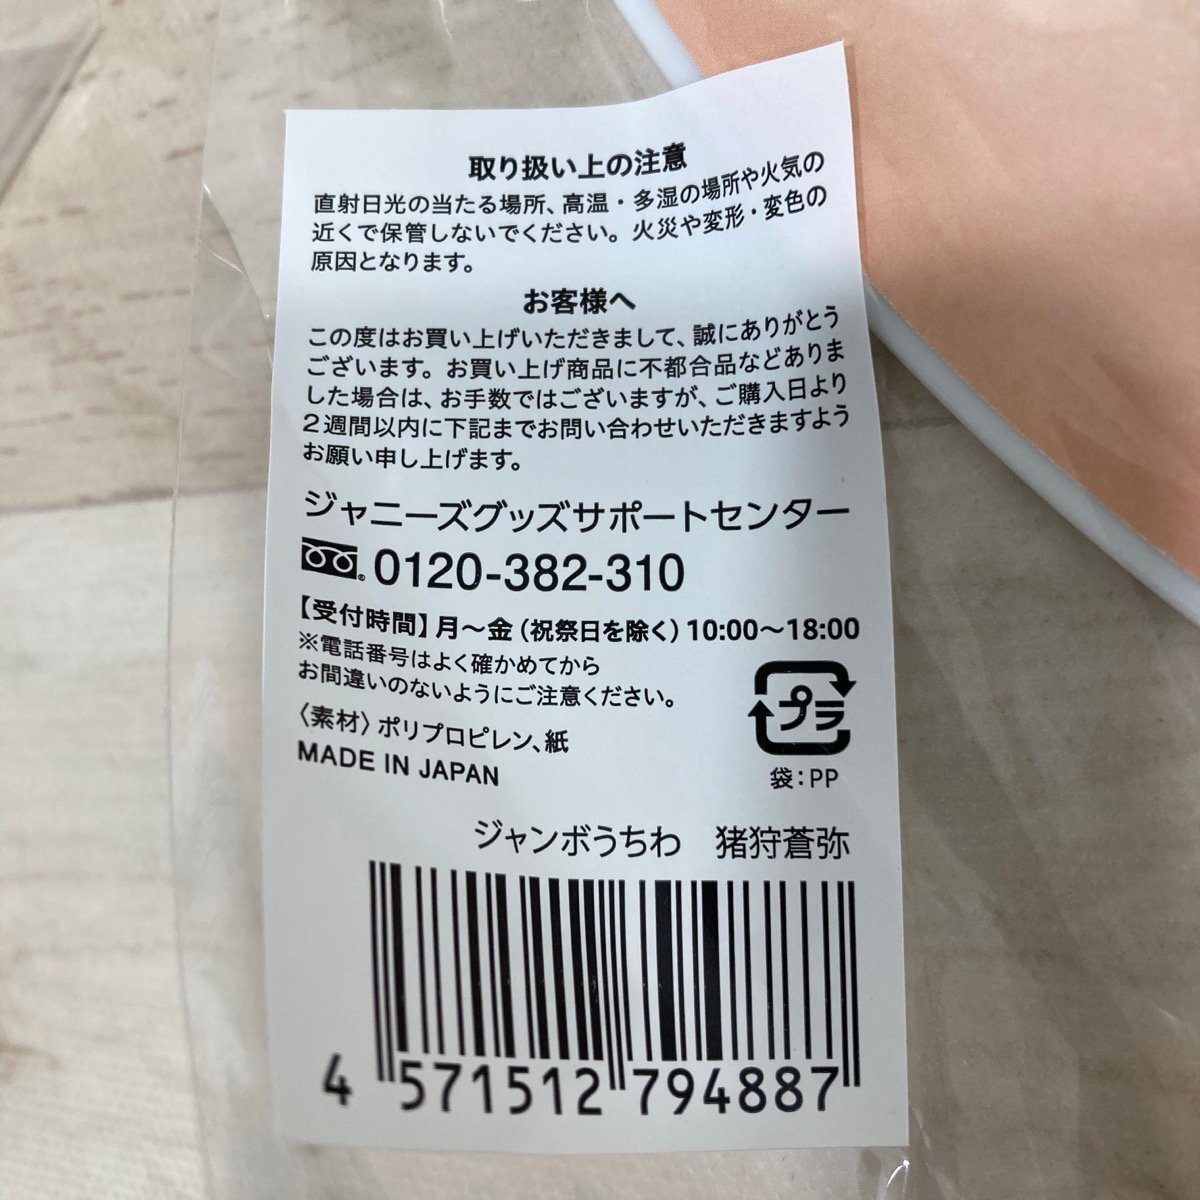 取り扱い上の注意
直射日光の当たる場所、高温・多湿の場所や火気の
近くで保管しないでください。火災や変形・変色の
原因となります。
お客様へ
この度はお買い上げいただきまして、誠にありがとう
ございます。お買い上げ商品に不都合品などありま
した場合は、お手数ではございますが、ご購入日より
2週間以内に下記までお問い合わせいただきますよう
お願い申し上げます。
ジャニーズグッズサポートセンター
0120-382-310
【受付時間】月〜金(祝祭日を除く)10:00〜18:00
※電話番号はよく確かめてから
お間違いのないようにご注意ください。
〈素材〉ポリプロピレン、紙
MADE IN JAPAN
プラ
袋:PP
ジャンボうちわ 猪狩蒼弥
4 571512 794887